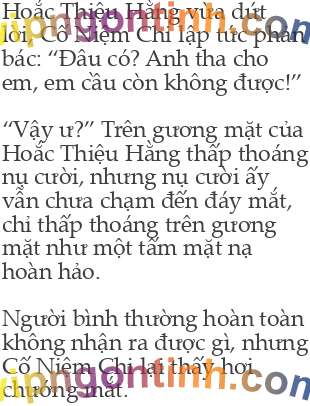 Hoắc Thiệu Hằng vừa dứt
lời, Cố Niệm Chi lập tức phản
bác: “Đâu có? Anh tha cho
em, em cầu còn không được!”
“Vậy ư?” Trên gương mặt của
Hoắc Thiệu Hằng thấp thoáng
nụ cười, nhưng nụ cười ấy
vẫn chưa chạm đến đáy mắt,
chỉ thấp thoáng trên gương
mặt như một tấm mặt nạ
hoàn hảo.
Người bình thường hoàn toàn
không nhận ra được gì, nhưng
Cố Niệm Chi lại thấy hơi
chướng mắt.
vipngontinh.com
vipngontinh.com